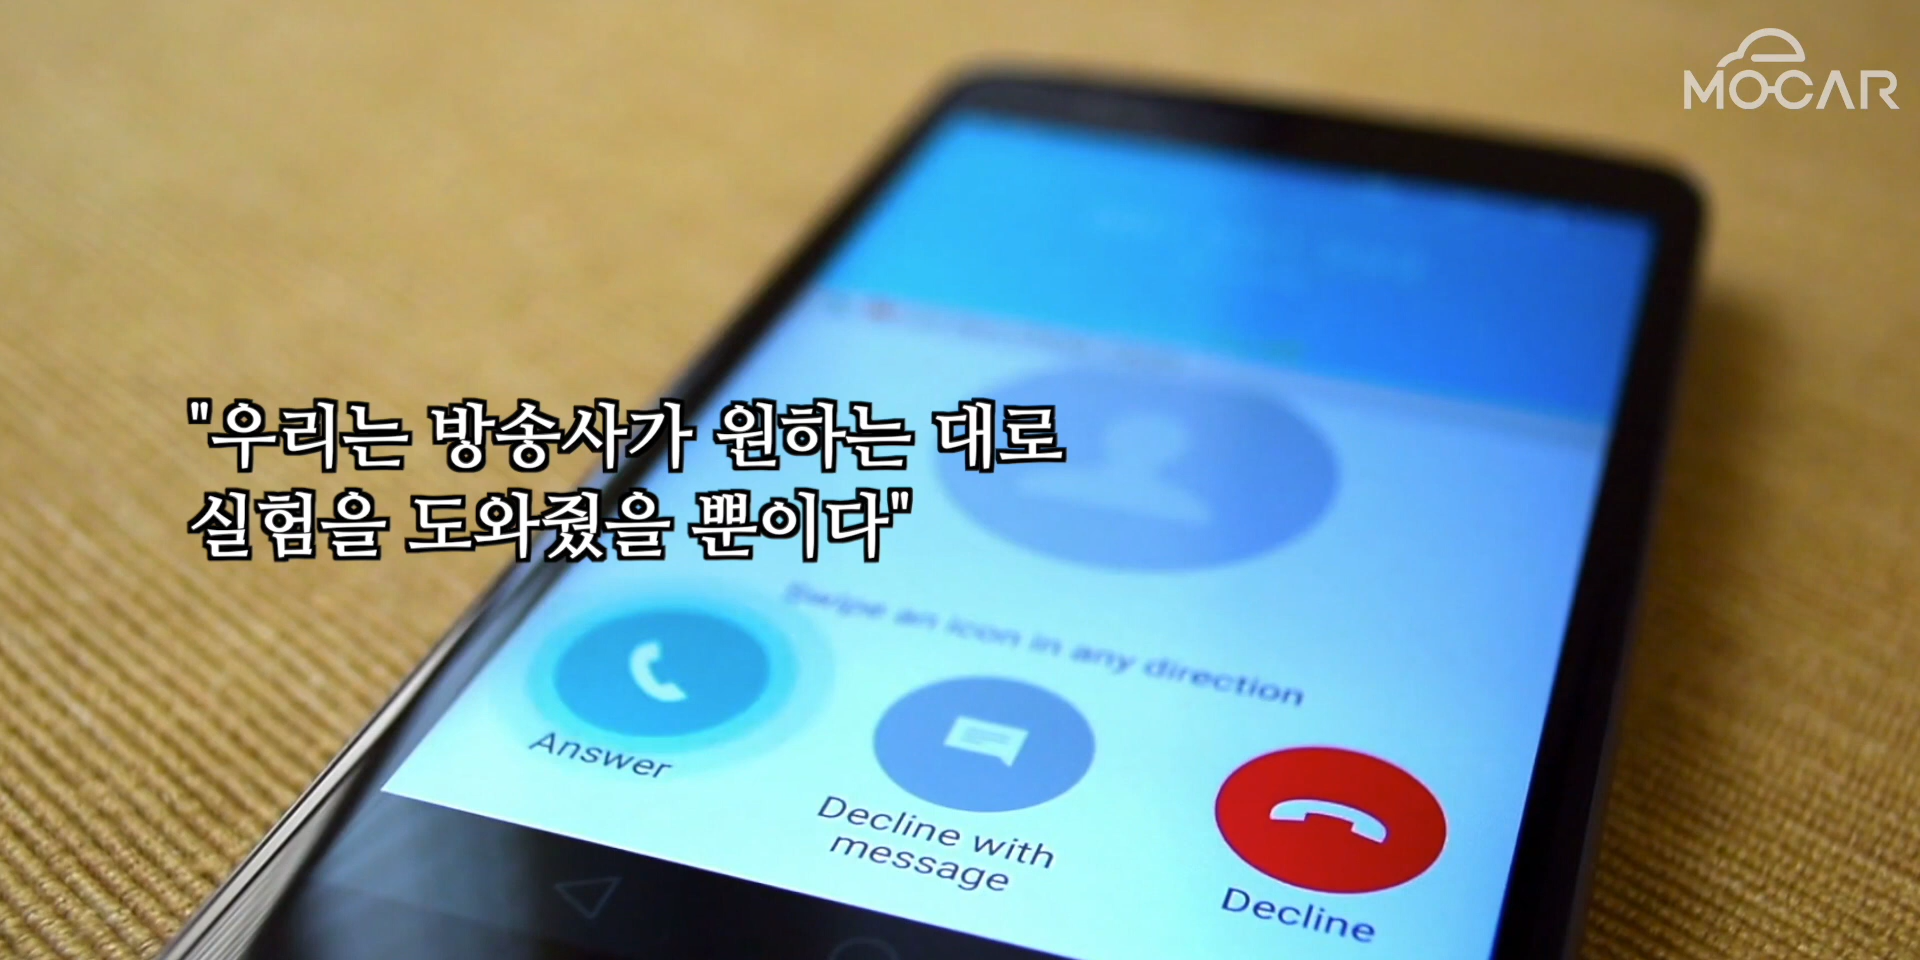 MOCAR
"우리는 방송사가 원하는 대로
실험을 도와줬을 뿐이다"
Swipe an icon in any direction
Answer
Decline with
message
Decline